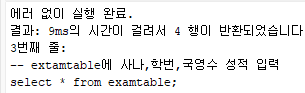 에러 없이 실행 완료.
결과: 9ms의 시간이 걸려서 4 행이 반환되었습니다
3번째 줄:
-- extamtable에 사나,학번,국영수 성적 입력
select * from examtable;